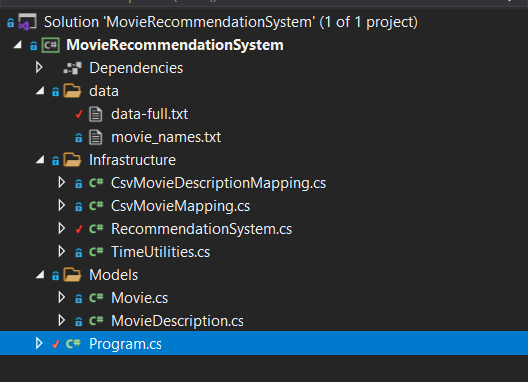 Solution 'MovieRecommendationSystem' (1 of 1 project)
C# MovieRecommendationSystem
Dependencies
data
data-full.txt
movie_names.txt
Infrastructure
C# CsvMovieDescriptionMapping.cs
C# CsvMovieMapping.cs
C# RecommendationSystem.cs
C# TimeUtilities.cs
Models
C# Movie.cs
C# MovieDescription.cs
C# Program.cs